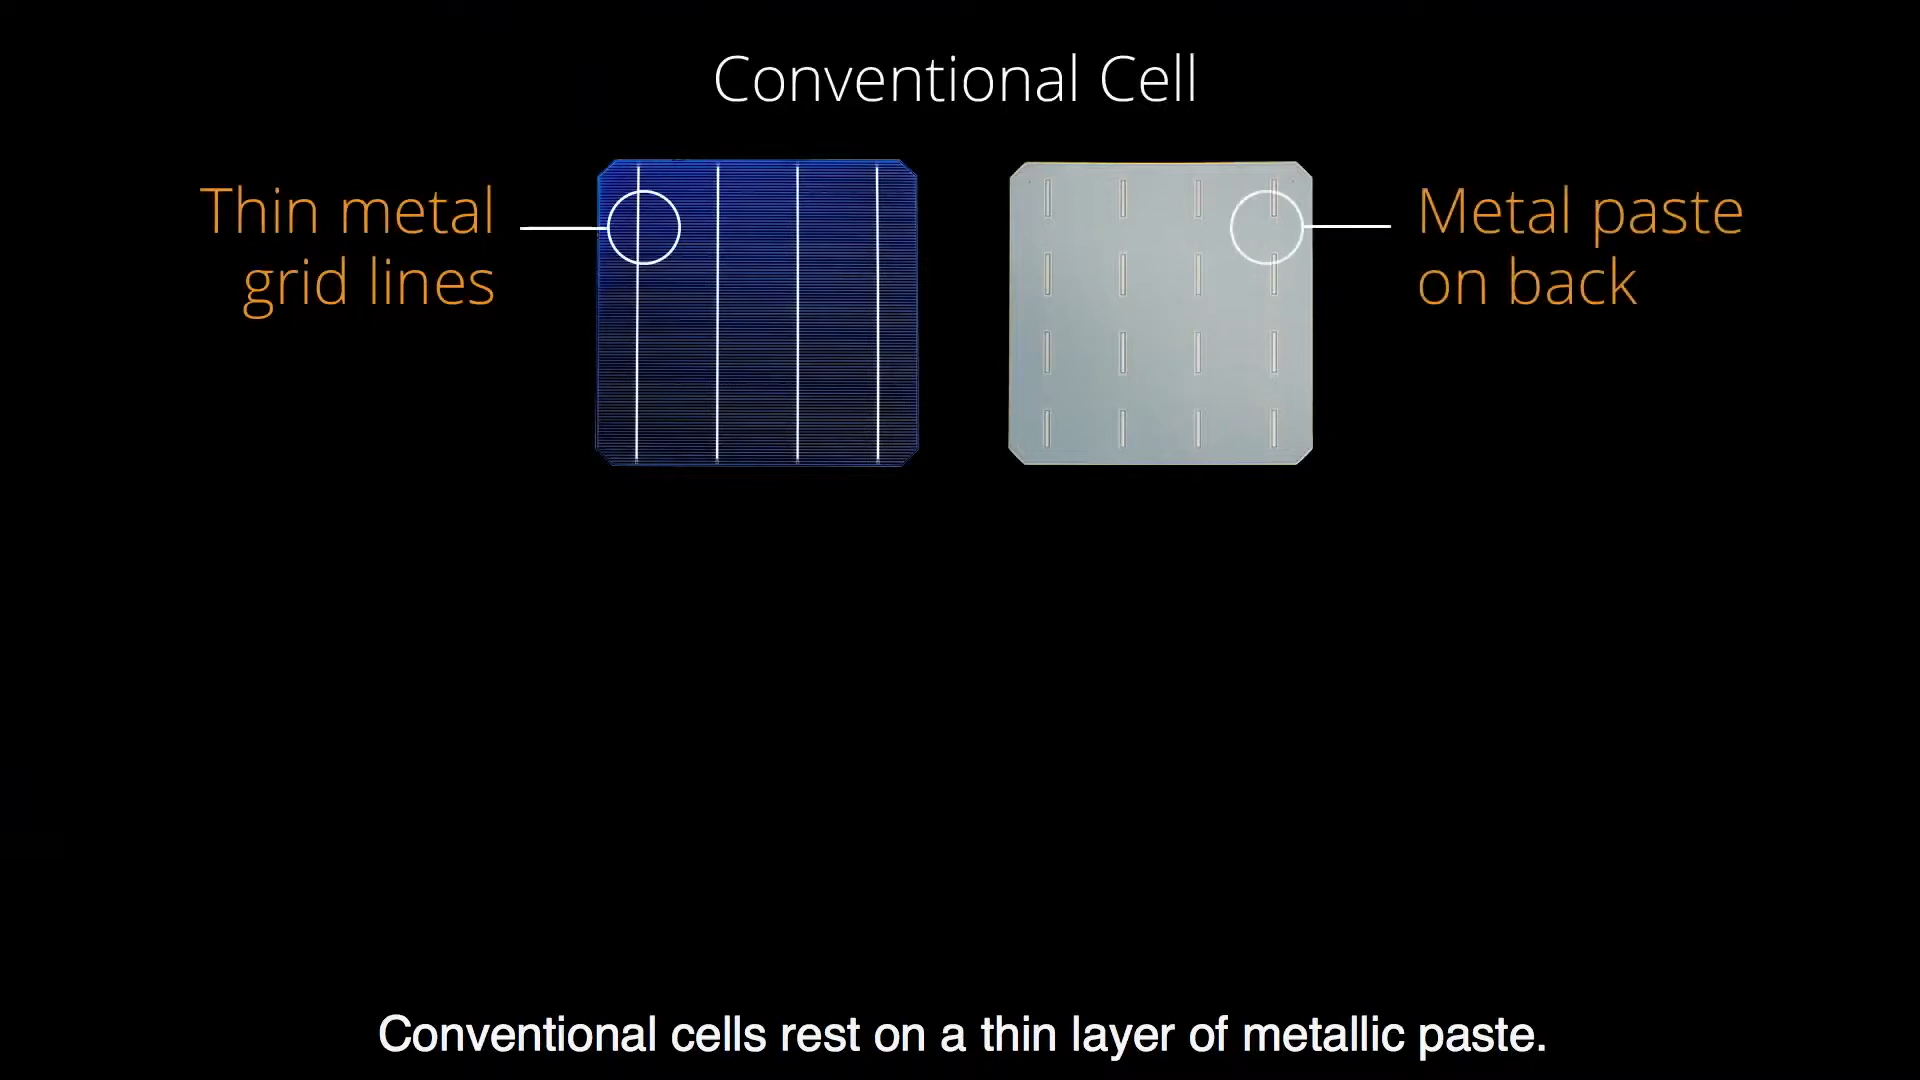 Conventional Cell
Thin metal
grid lines
Metal paste
on back
Conventional cells rest on a thin layer of metallic paste.